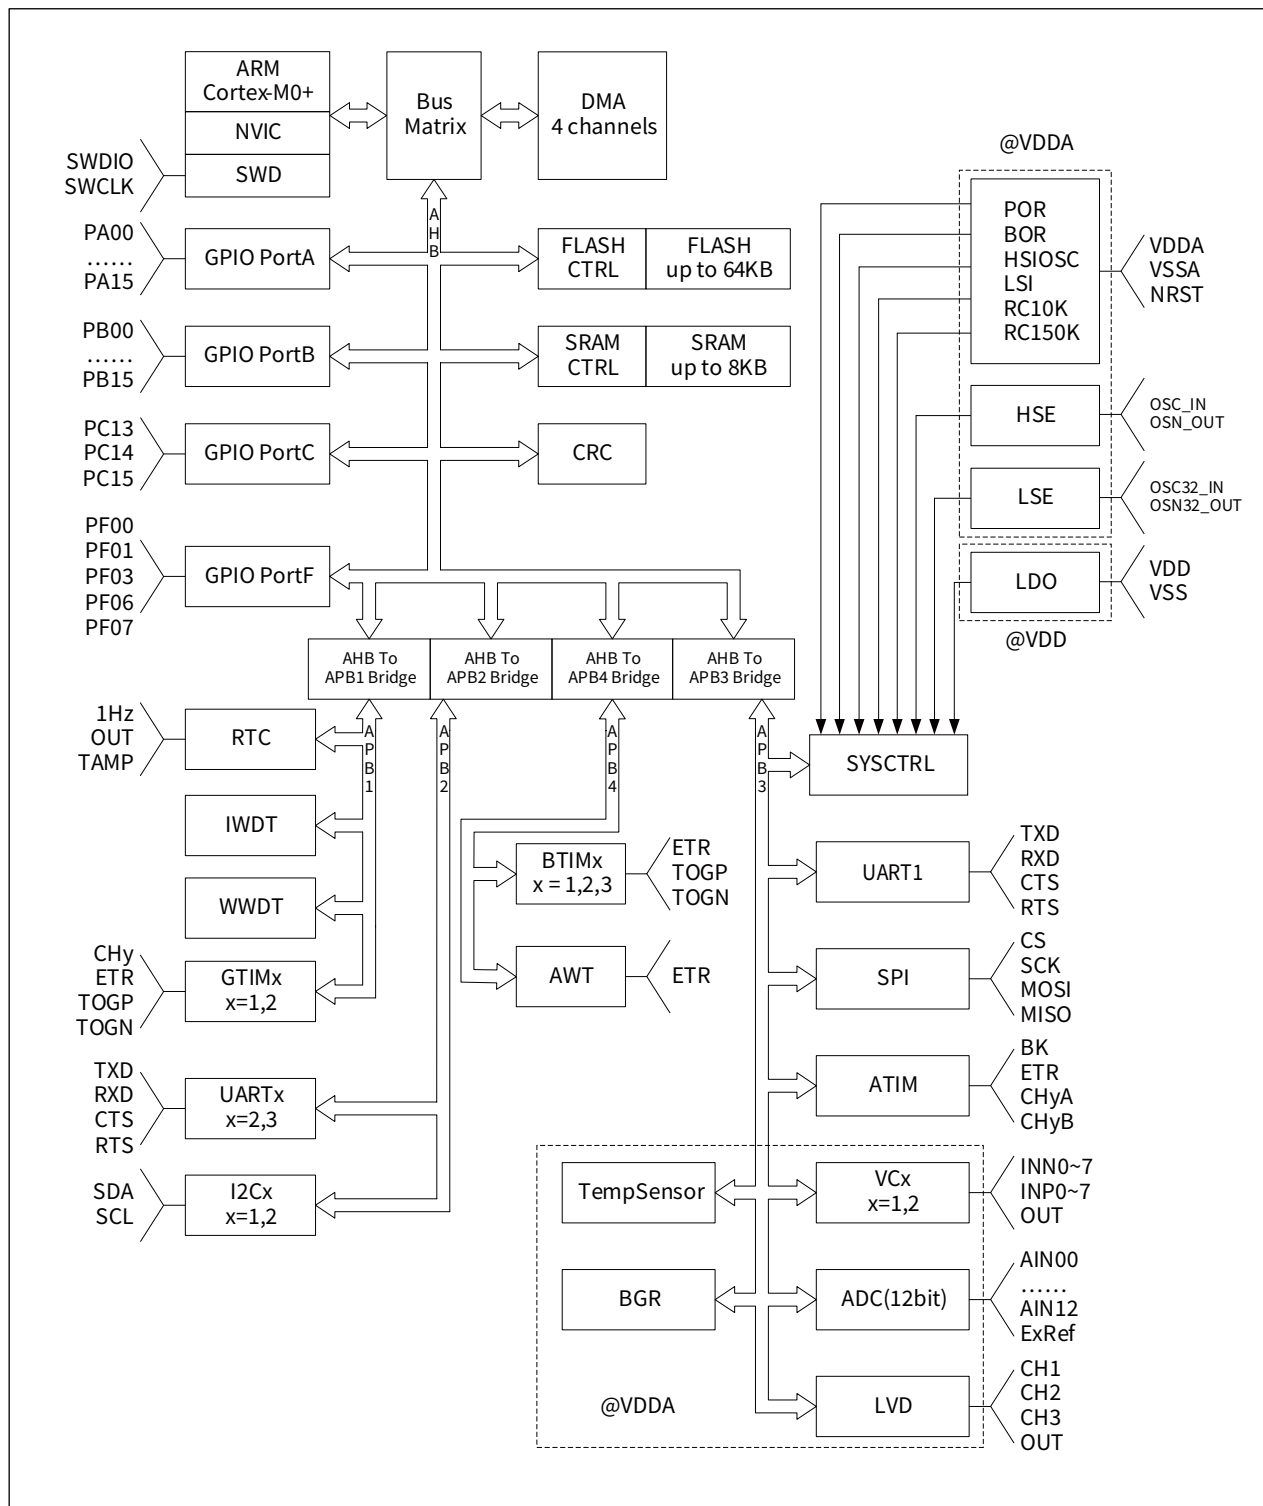 ARM
Cortex-M0+
NVIC
SWD
Bus
Matrix
DMA
4 channels
SWDIO
SWCLK
AHB
@VDDA
POR
BOR
HSIOSC
LSI
RC10K
RC150K
VDDA
VSSA
NRST
PA00
......
PA15
GPIO PortA
FLASH
CTRL
FLASH
up to 64KB
PB00
......
PB15
GPIO PortB
SRAM
CTRL
SRAM
up to 8KB
HSE
OSC_IN
OSN_OUT
PC13
PC14
PC15
GPIO PortC
CRC
LSE
OSC32_IN
OSN32_OUT
PF00
PF01
PF03
PF06
PF07
GPIO PortF
LDO
VDD
VSS
@VDD
AHB To
APB1 Bridge
AHB To
APB2 Bridge
AHB To
APB4 Bridge
AHB To
APB3 Bridge
1Hz
OUT
TAMP
RTC
APB1
APB2
APB4
APB3
SYSCTRL
IWDT
WWDT
BTIMx
x = 1,2,3
ETR
TOGP
TOGN
UART1
TXD
RXD
CTS
RTS
CHy
ETR
TOGP
TOGN
GTIMx
x=1,2
AWT
ETR
SPI
CS
SCK
MOSI
MISO
TXD
RXD
CTS
RTS
UARTx
x=2,3
ATIM
BK
ETR
CHyA
CHyB
SDA
SCL
I2Cx
x=1,2
TempSensor
VCx
x=1,2
INN0~7
INP0~7
OUT
BGR
ADC(12bit)
AIN00
......
AIN12
ExRef
@VDDA
LVD
CH1
CH2
CH3
OUT